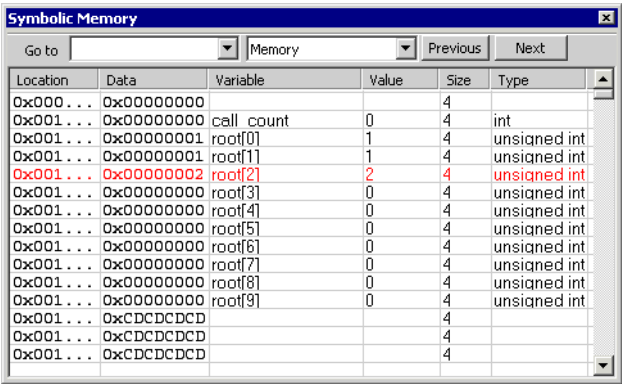 Symbolic Memory
Go to Memory Previous Next
Location Data Variable Value Size Type
0x000... 0x00000000 4
0x001... 0x00000000 call_count 0 4 int
0x001... 0x00000001 root[0] 1 4 unsigned int
0x001... 0x00000001 root[1] 1 4 unsigned int
0x001... 0x00000002 root[2] 2 4 unsigned int
0x001... 0x00000000 root[3] 0 4 unsigned int
0x001... 0x00000000 root[4] 0 4 unsigned int
0x001... 0x00000000 root[5] 0 4 unsigned int
0x001... 0x00000000 root[6] 0 4 unsigned int
0x001... 0x00000000 root[7] 0 4 unsigned int
0x001... 0x00000000 root[8] 0 4 unsigned int
0x001... 0x00000000 root[9] 0 4 unsigned int
0x001... 0xCDCDCDCD 4
0x001... 0xCDCDCDCD 4
0x001... 0xCDCDCDCD 4